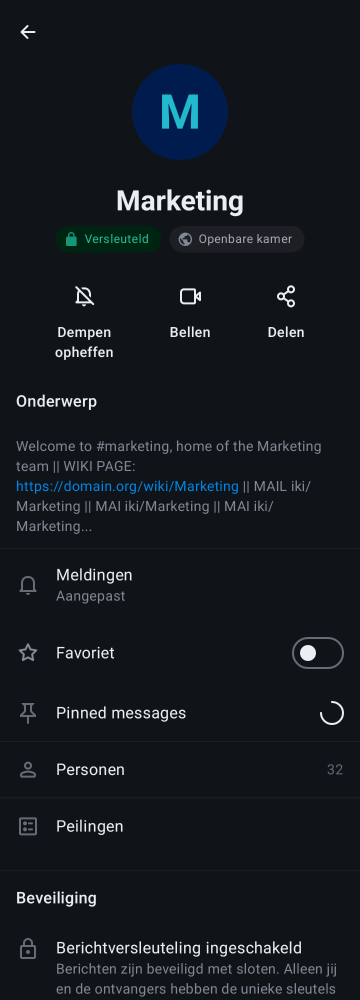 M
Marketing
Versleuteld
Openbare kamer
Dempen
opheffen
Bellen
Delen
Onderwerp
Welcome to #marketing, home of the Marketing
team || WIKI PAGE:
https://domain.org/wiki/Marketing || MAIL iki/
Marketing || MAI iki/Marketing || MAI iki/
Marketing...
Meldingen
Aangepast
Favoriet
Pinned messages
Personen 32
Peilingen
Beveiliging
Berichtversleuteling ingeschakeld
Berichten zijn beveiligd met sloten. Alleen jij
en de ontvangers hebben de unieke sleutels